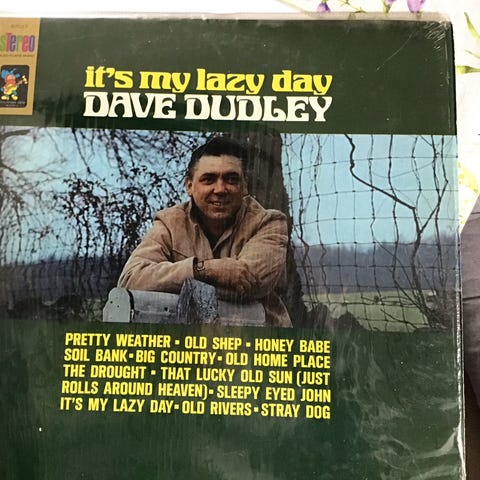 stereo
it's my lazy day
DAVE DUDLEY
PRETTY WEATHER • OLD SHEP • HONEY BABE
SOIL BANK • BIG COUNTRY • OLD HOME PLACE
THE DROUGHT • THAT LUCKY OLD SUN (JUST
ROLLS AROUND HEAVEN) • SLEEPY EYED JOHN
IT'S MY LAZY DAY • OLD RIVERS • STRAY DOG